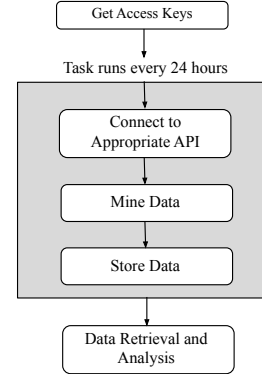 Get Access Keys
Task runs every 24 hours
Connect to
Appropriate API
Mine Data
Store Data
Data Retrieval and
Analysis